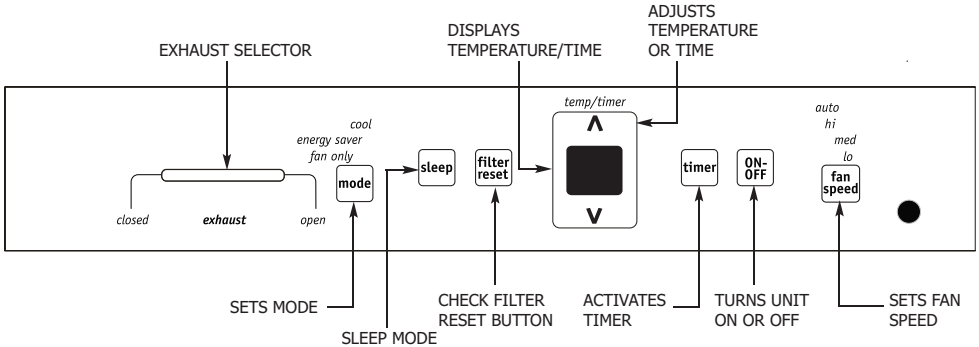 EXHAUST SELECTOR
DISPLAYS
TEMPERATURE/TIME
ADJUSTS
TEMPERATURE
OR TIME
closed
exhaust
open
cool
energy saver
fan only
mode
sleep
filter
reset
temp/timer
timer
ON-
OFF
auto
hi
med
lo
fan
speed
SETS MODE
SLEEP MODE
CHECK FILTER
RESET BUTTON
ACTIVATES
TIMER
TURNS UNIT
ON OR OFF
SETS FAN
SPEED